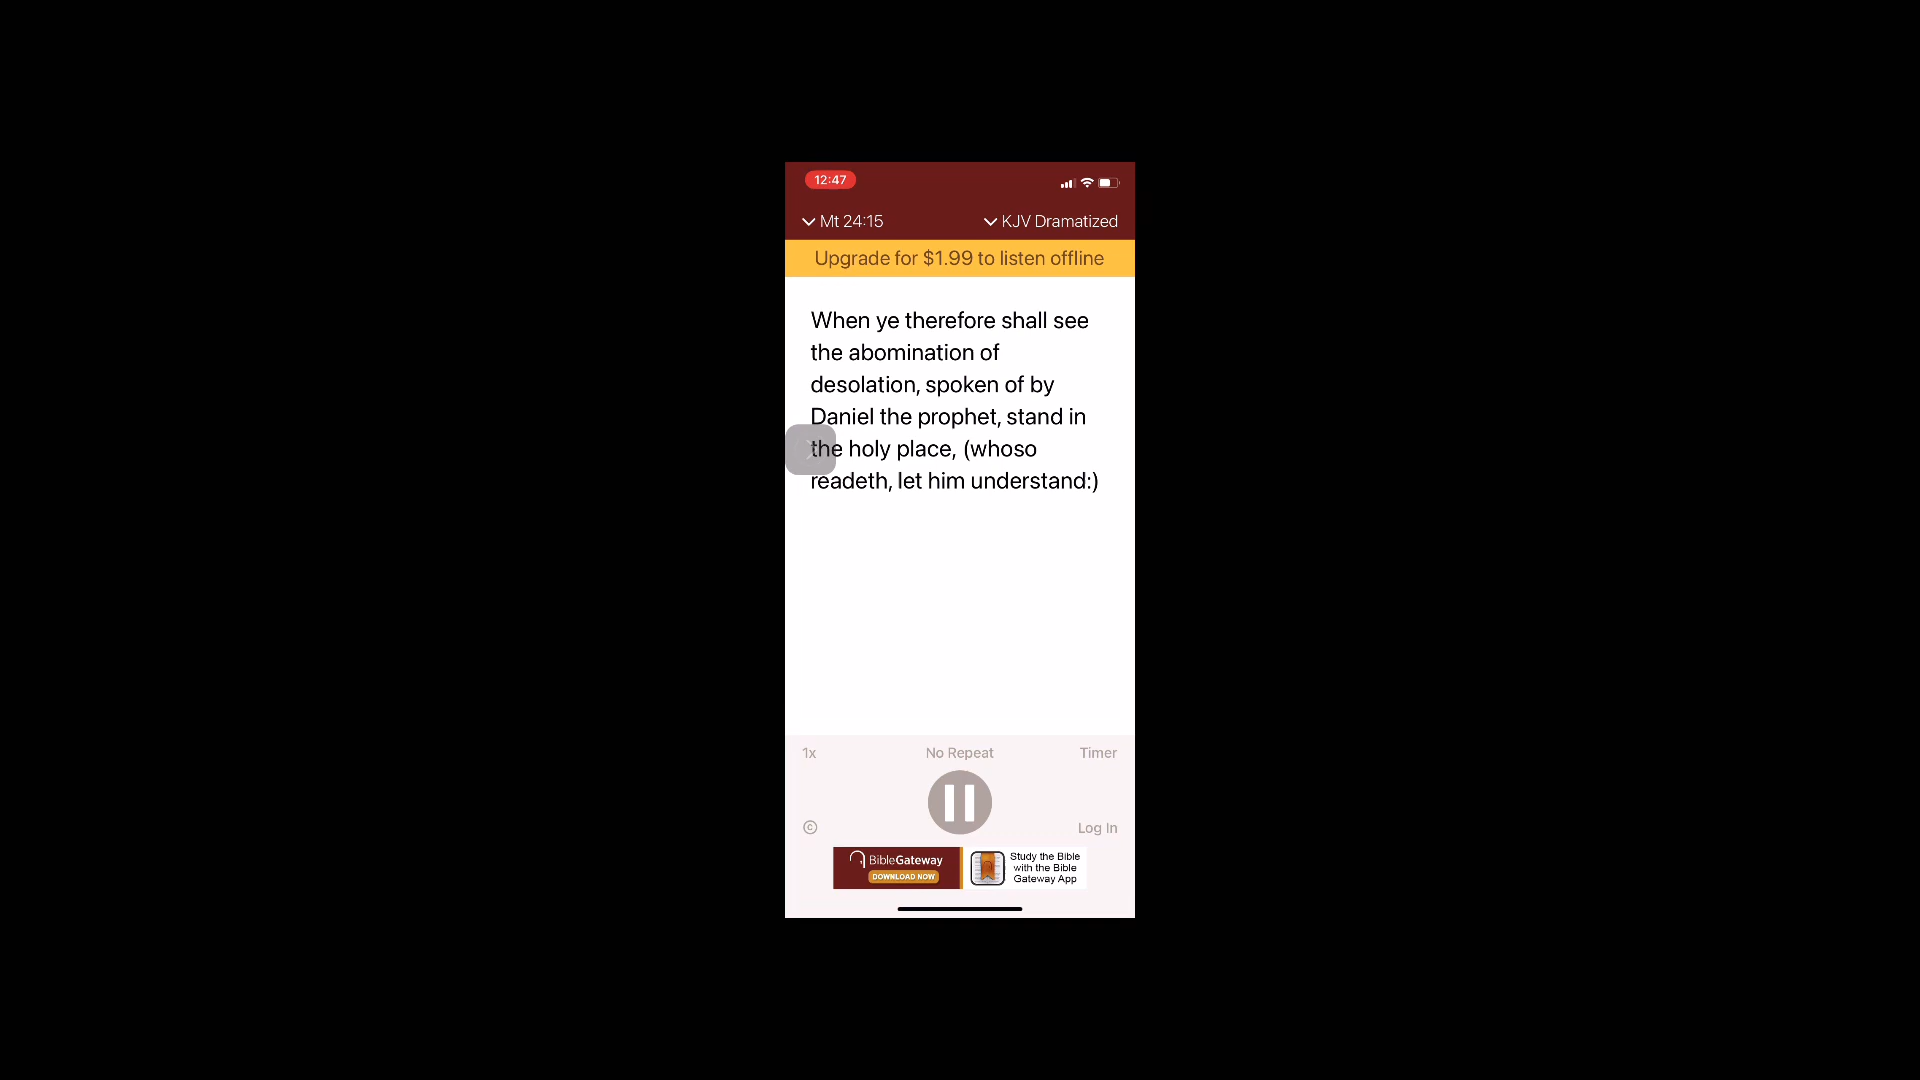 12:47
Mt 24:15
KJV Dramatized
Upgrade for $1.99 to listen offline
When ye therefore shall see
the abomination of
desolation, spoken of by
Daniel the prophet, stand in
the holy place, (whoso
readeth, let him understand:)
1x
No Repeat
Timer
©
Log In
BibleGateway
DOWNLOAD NOW
Study the Bible
with the Bible
Gateway App